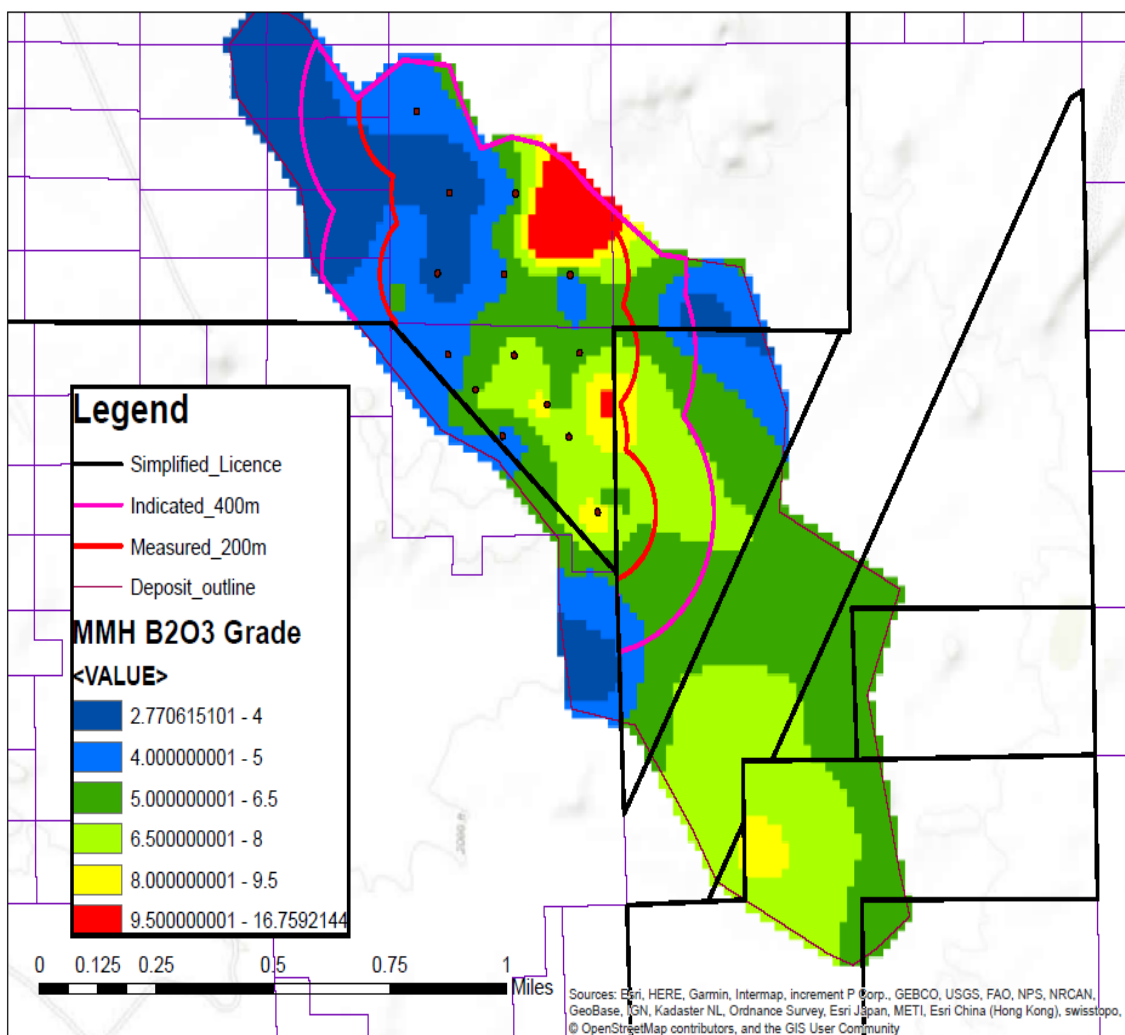 Legend
Simplified_Licence
Indicated_400m
Measured_200m
Deposit_outline
MMH B2O3 Grade
<VALUE>
2.770615101 - 4
4.000000001 - 5
5.000000001 - 6.5
6.500000001 - 8
8.000000001 - 9.5
9.500000001 - 16.7592144
0 0.125 0.25 0.5 0.75 1
Miles
Sources: Esri, HERE, Garmin, Intermap, increment P Corp., GEBCO, USGS, FAO, NPS, NRCAN,
GeoBase, IGN, Kadaster NL, Ordnance Survey, Esri Japan, METI, Esri China (Hong Kong), swisstopo,
© OpenStreetMap contributors, and the GIS User Community